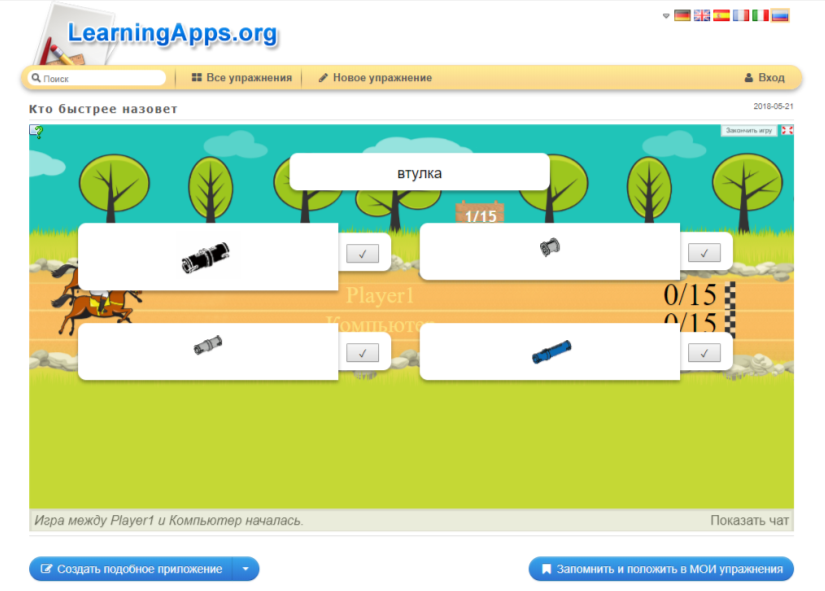 LearningApps.org
Поиск
Все упражнения
Новое упражнение
Вход
Кто быстрее назовет
2018-05-21
Закончить игру
втулка
1/15
Player1
0/15
Компьютер
0/15
Игра между Player1 и Компьютер началась.
Показать чат
Создать подобное приложение
Запомнить и положить в МОИ упражнения